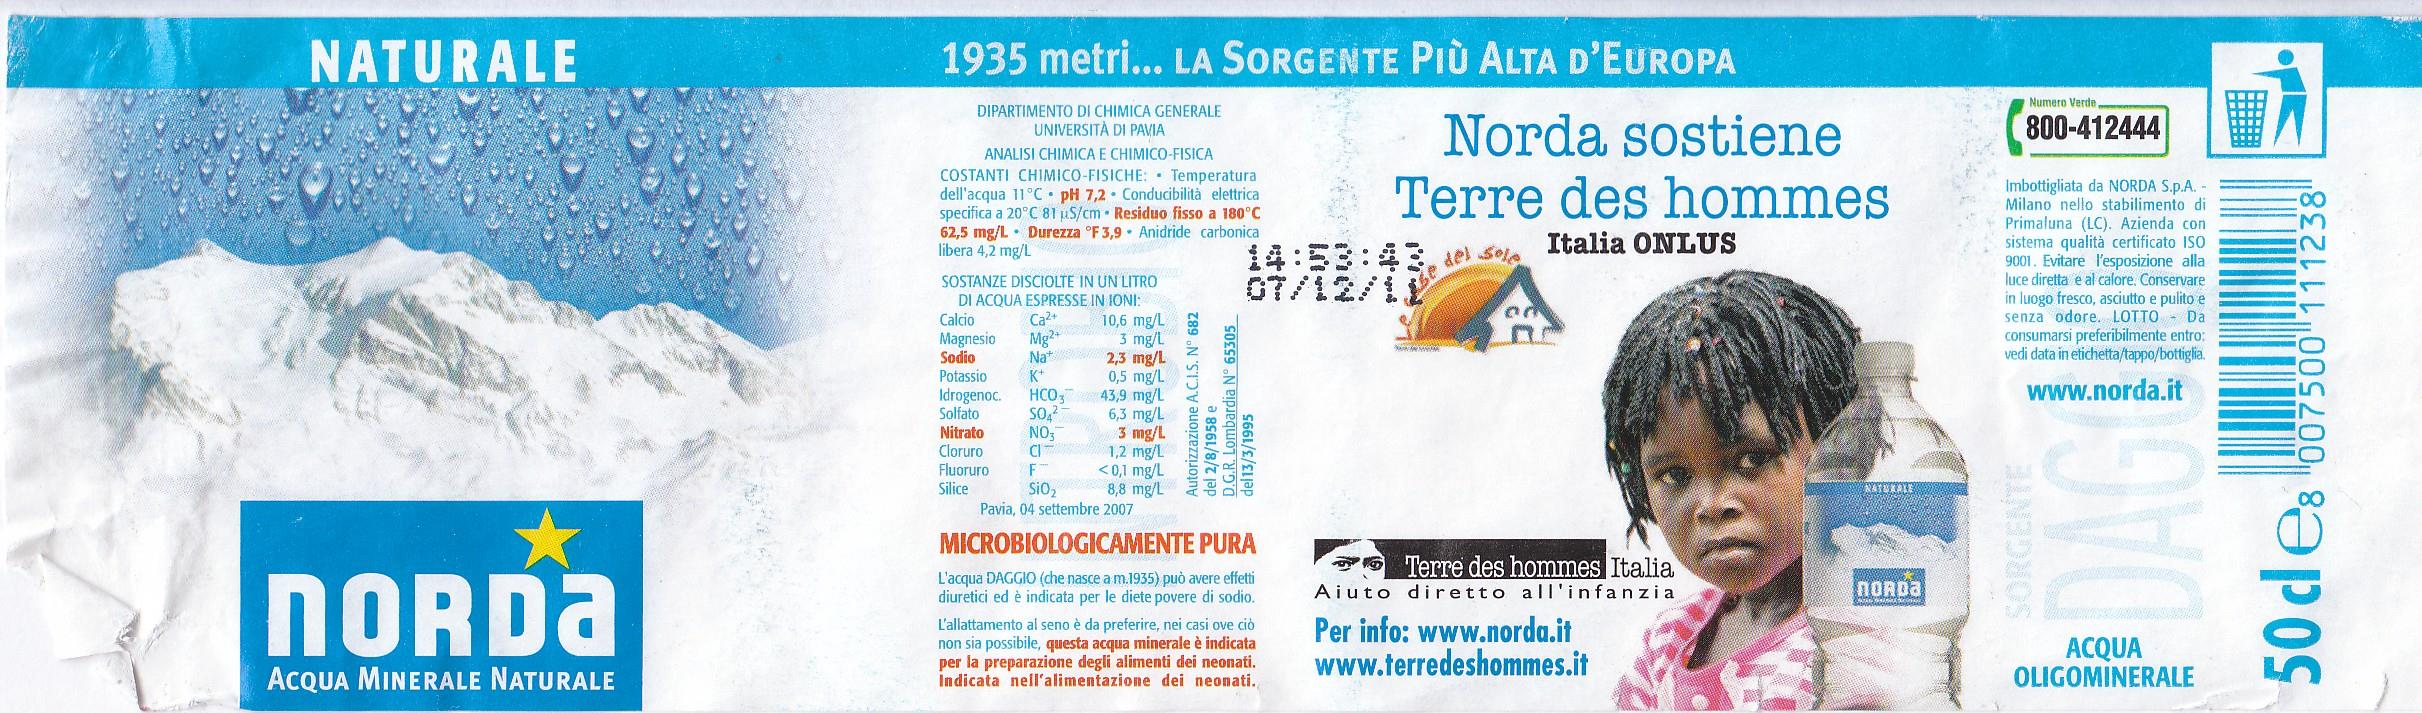 NATURALE
1935 metri... LA SORGENTE PIÙ ALTA D'EUROPA
NORDA
ACQUA MINERALE NATURALE
DIPARTIMENTO DI CHIMICA GENERALE
UNIVERSITÀ DI PAVIA
ANALISI CHIMICA E CHIMICO-FISICA
COSTANTI CHIMICO-FISICHE: • Temperatura
dell'acqua 11°C • pH 7,2 • Conducibilità elettrica
specifica a 20°C 81 µS/cm • Residuo fisso a 180°C
62,5 mg/L • Durezza °F 3,9 • Anidride carbonica
libera 4,2 mg/L
SOSTANZE DISCIOLTE IN UN LITRO
DI ACQUA ESPRESSE IN IONI:
Calcio Ca2+ 10,6 mg/L
Magnesio Mg2+ 3 mg/L
Sodio Na+ 2,3 mg/L
Potassio K+ 0,5 mg/L
Idrogenoc. HCO3− 43,9 mg/L
Solfato SO42− 6,3 mg/L
Nitrato NO3− 3 mg/L
Cloruro Cl− 1,2 mg/L
Fluoruro F− <0,1 mg/L
Silice SiO2 8,8 mg/L
Pavia, 04 settembre 2007
Autorizzazione A.C.I.S. N° 682
del 2/8/1958 e
D.G.R. Lombardia N° 65305
del 13/3/1995
MICROBIOLOGICAMENTE PURA
L'acqua DAGGIO (che nasce a m.1935) può avere effetti
diuretici ed è indicata per le diete povere di sodio.
L'allattamento al seno è da preferire, nei casi ove ciò
non sia possibile, questa acqua minerale è indicata
per la preparazione degli alimenti dei neonati.
Indicata nell'alimentazione dei neonati.
14:53:43
07/12/11
Norda sostiene
Terre des hommes
Italia ONLUS
le Case del Sole
Terre des hommes Italia
Aiuto diretto all'infanzia
Per info: www.norda.it
www.terredeshommes.it
NATURALE
NORDA
Numero Verde
800-412444
Imbottigliata da NORDA S.p.A. -
Milano nello stabilimento di
Primaluna (LC). Azienda con
sistema qualità certificato ISO
9001. Evitare l'esposizione alla
luce diretta e al calore. Conservare
in luogo fresco, asciutto e pulito e
senza odore. LOTTO - Da
consumarsi preferibilmente entro:
vedi data in etichetta/tappo/bottiglia.
www.norda.it
SORGENTE
DAGGIO
ACQUA
OLIGOMINERALE
8 007500 111238
50 cl e